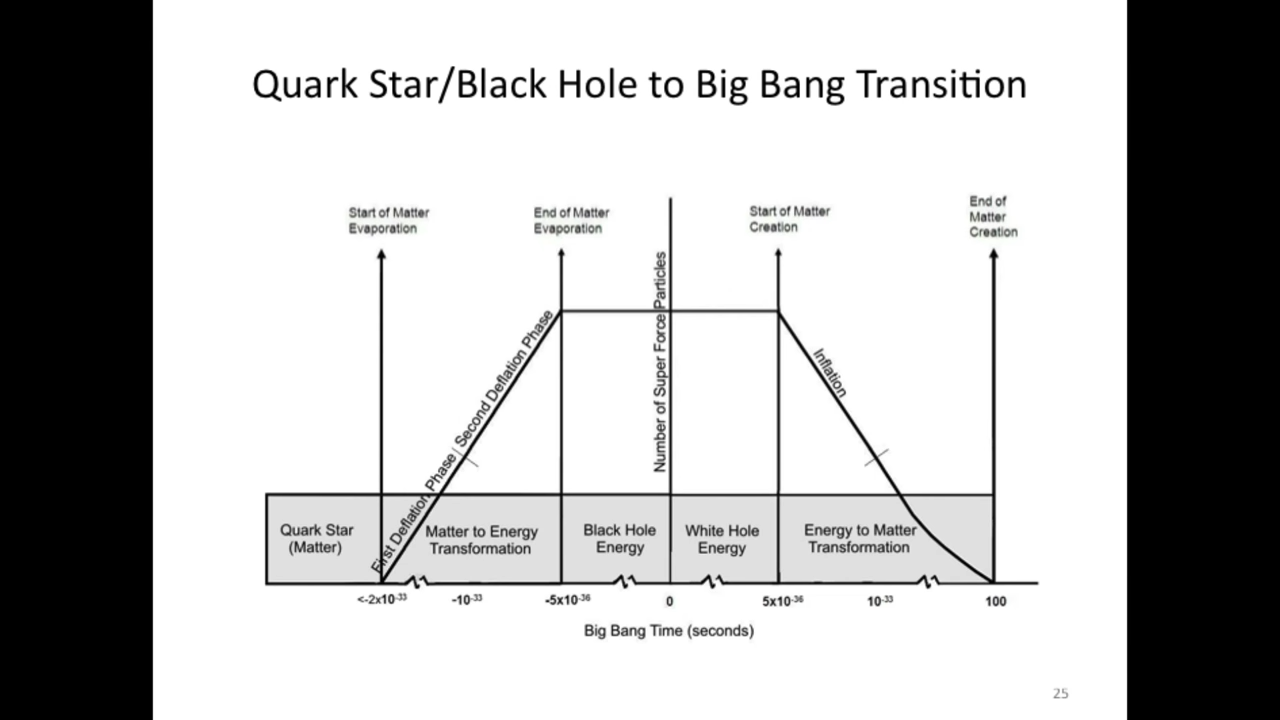 Quark Star/Black Hole to Big Bang Transition
Start of Matter
Evaporation
End of Matter
Evaporation
Start of Matter
Creation
End of
Matter
Creation
Number of Super Force Particles
First Deflation Phase
Second Deflation Phase
Inflation
Quark Star
(Matter)
Matter to Energy
Transformation
Black Hole
Energy
White Hole
Energy
Energy to Matter
Transformation
<-2x10⁻³³
-10⁻³³
-5x10⁻³⁶
0
5x10⁻³⁶
10⁻³³
100
Big Bang Time (seconds)
25